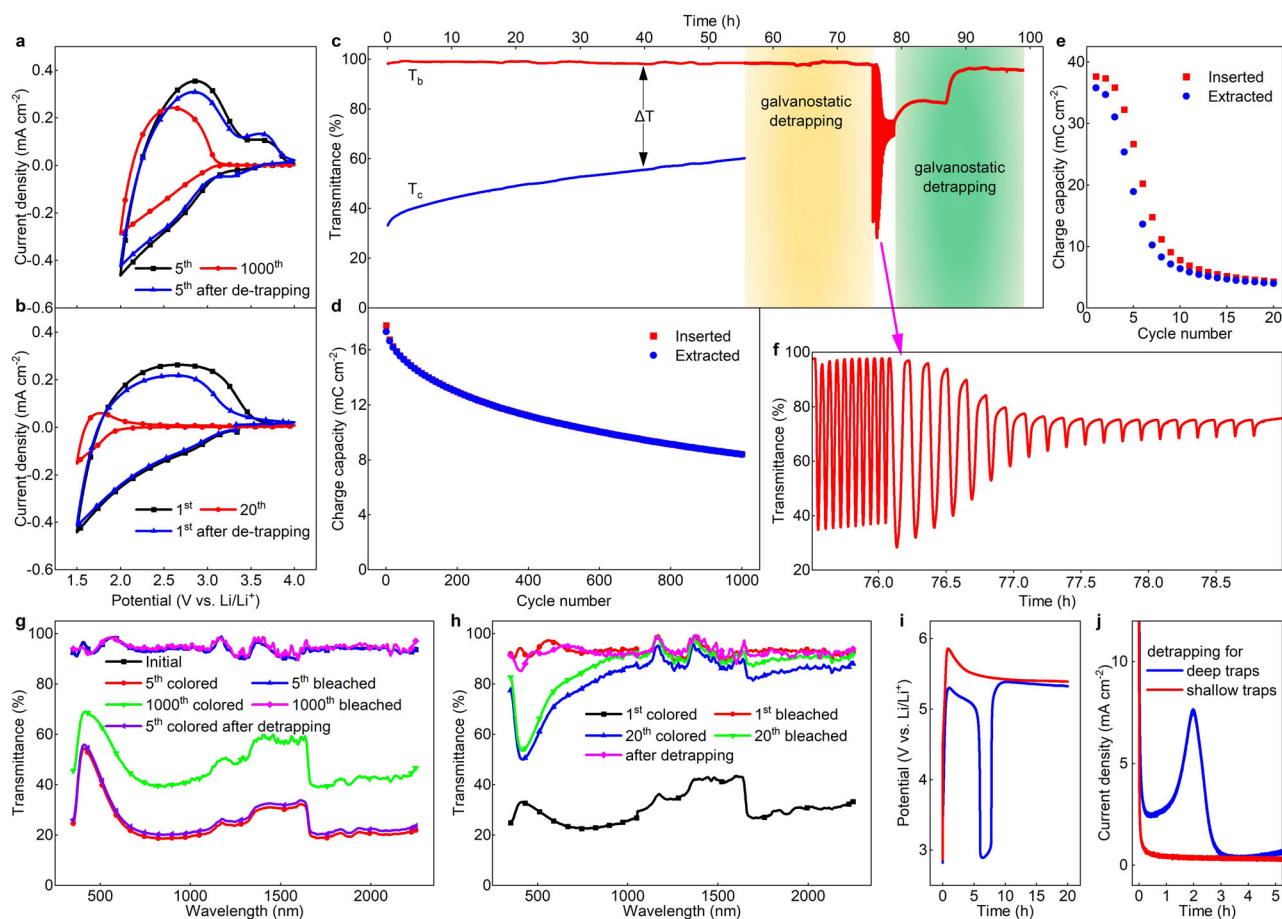 a
Current density (mA cm⁻²)
0.4
0.2
0.0
-0.2
-0.4
-0.6
5th 1000th
5th after de-trapping
b
Current density (mA cm⁻²)
0.4
0.2
0.0
-0.2
-0.4
-0.6
1st 20th
1st after de-trapping
1.5 2.0 2.5 3.0 3.5 4.0
Potential (V vs. Li/Li⁺)
Time (h)
0 10 20 30 40 50 60 70 80 90 100
c
Transmittance (%)
100
80
60
40
20
0
Tb
ΔT
Tc
galvanostatic
detrapping
galvanostatic
detrapping
d
Charge capacity (mC cm⁻²)
16
12
8
4
0
Inserted
Extracted
0 200 400 600 800 1000
Cycle number
e
Charge capacity (mC cm⁻²)
40
30
20
10
0
Inserted
Extracted
0 5 10 15 20
Cycle number
f
Transmittance (%)
100
80
60
40
20
76.0 76.5 77.0 77.5 78.0 78.5
Time (h)
g
Transmittance (%)
100
80
60
40
20
0
Initial
5th colored 5th bleached
1000th colored 1000th bleached
5th colored after detrapping
500 1000 1500 2000
Wavelength (nm)
h
Transmittance (%)
100
80
60
40
20
0
1st colored 1st bleached
20th colored 20th bleached
after detrapping
500 1000 1500 2000
Wavelength (nm)
i
Potential (V vs. Li/Li⁺)
6
5
4
3
0 5 10 15 20
Time (h)
j
Current density (mA cm⁻²)
10
5
0
detrapping for
deep traps
shallow traps
0 1 2 3 4 5
Time (h)